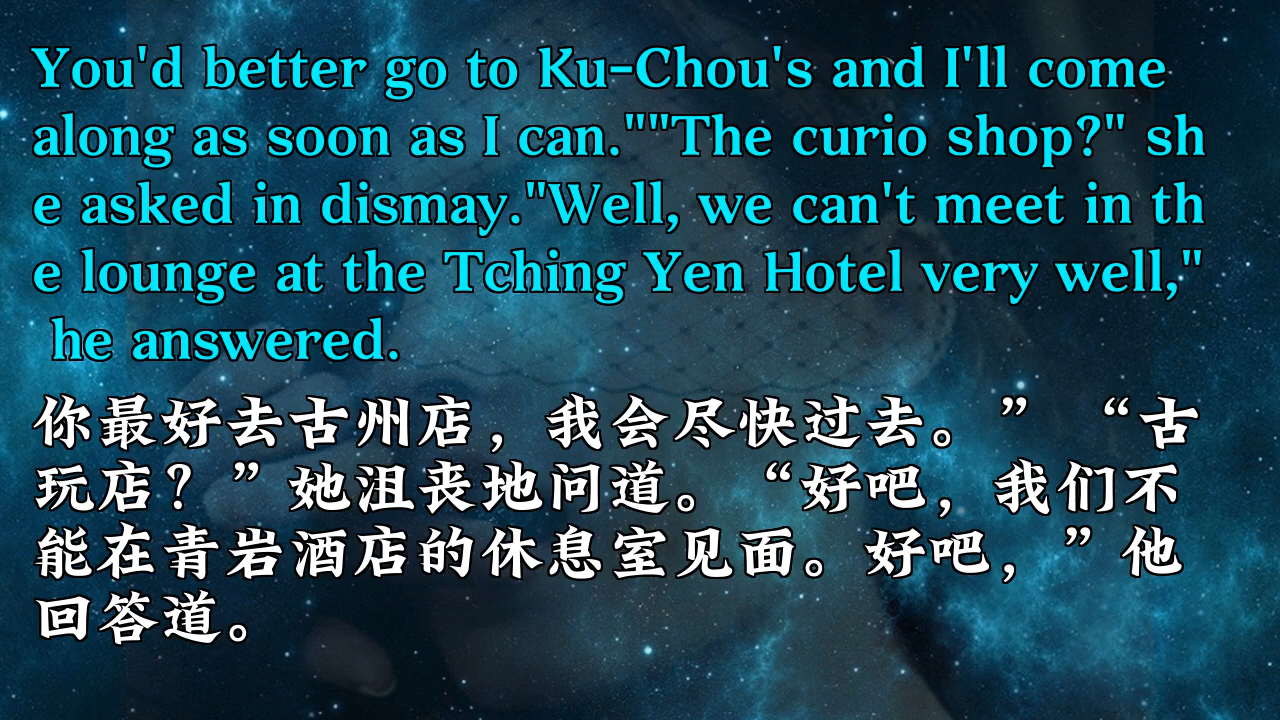 You'd better go to Ku-Chou's and I'll come
along as soon as I can.""The curio shop?" sh
e asked in dismay."Well, we can't meet in th
e lounge at the Tching Yen Hotel very well,"
he answered.
你最好去古州店，我会尽快过去。” “古
玩店？”她沮丧地问道。 “好吧，我们不
能在青岩酒店的休息室见面。好吧，”他
回答道。